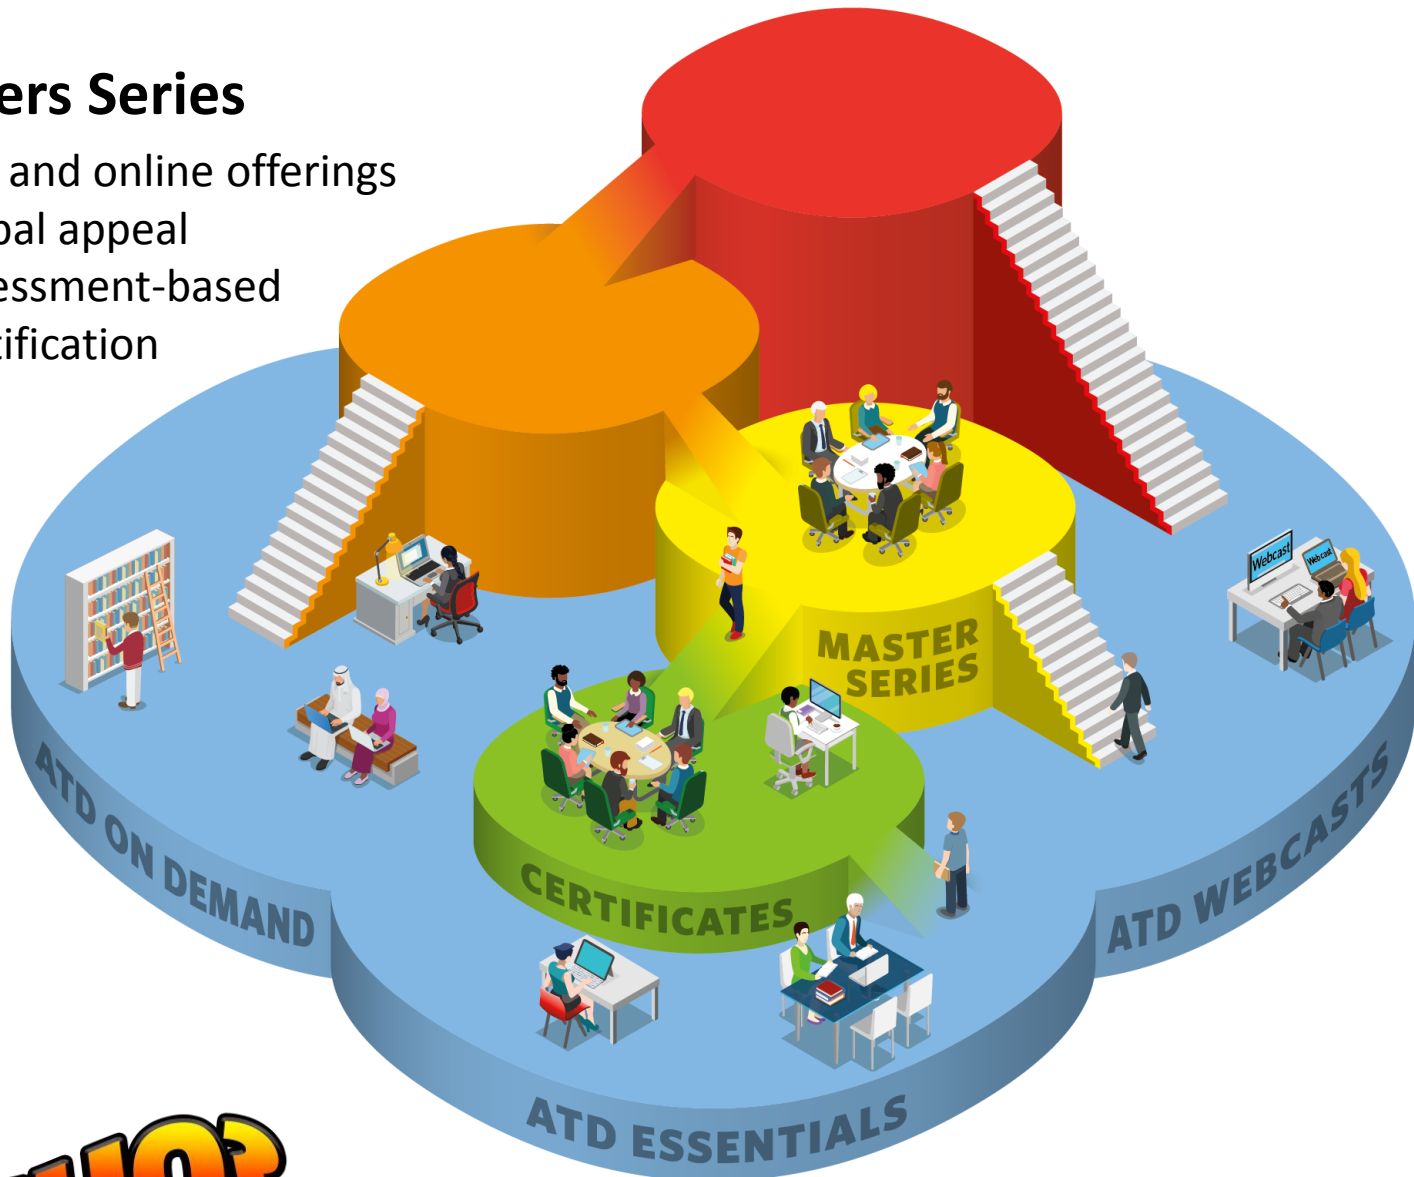 ers Series
and online offerings
bal appeal
essment-based
tification
Webcast
Webcast
MASTER
SERIES
CERTIFICATES
ATD ON DEMAND
ATD WEBCASTS
ATD ESSENTIALS